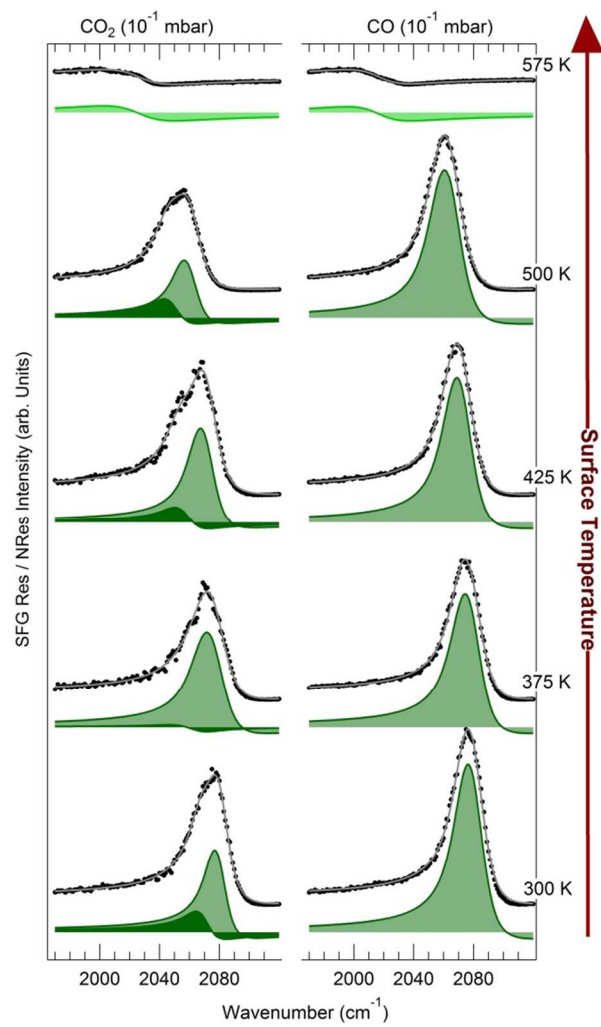 CO₂ (10⁻¹ mbar) CO (10⁻¹ mbar)
575 K
500 K
425 K
375 K
300 K
SFG Res / NRes Intensity (arb. Units)
Surface Temperature
2000 2040 2080 2000 2040 2080
Wavenumber (cm⁻¹)